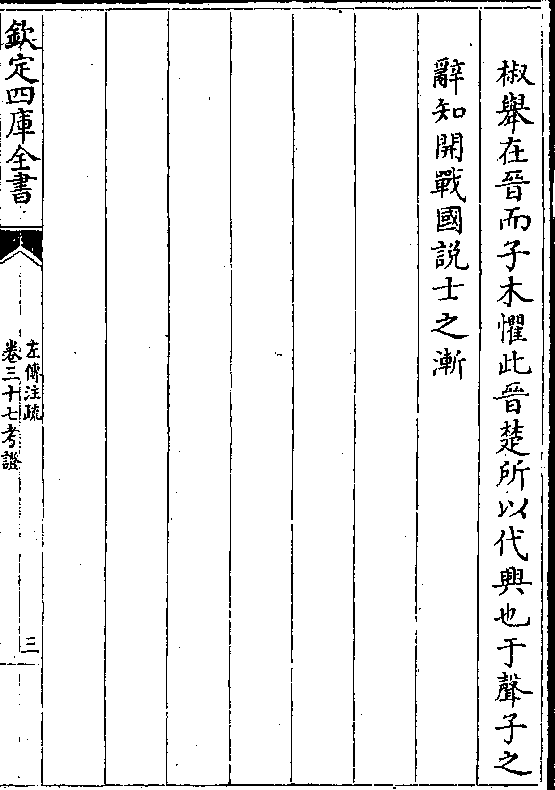 椒舉在晉而子木懼此晉楚所以代興也于聲子之
辭知開戰國説士之漸
欽定四庫全書
左傳注疏
卷三十七考證
三